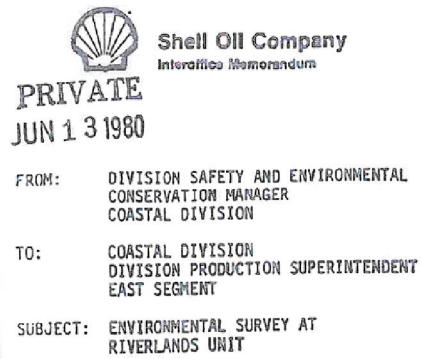 Shell Oil Company
Interoffice Memorandum
PRIVATE
JUN 13 1980
FROM: DIVISION SAFETY AND ENVIRONMENTAL
CONSERVATION MANAGER
COASTAL DIVISION
TO: COASTAL DIVISION
DIVISION PRODUCTION SUPERINTENDENT
EAST SEGMENT
SUBJECT: ENVIRONMENTAL SURVEY AT
RIVERLANDS UNIT